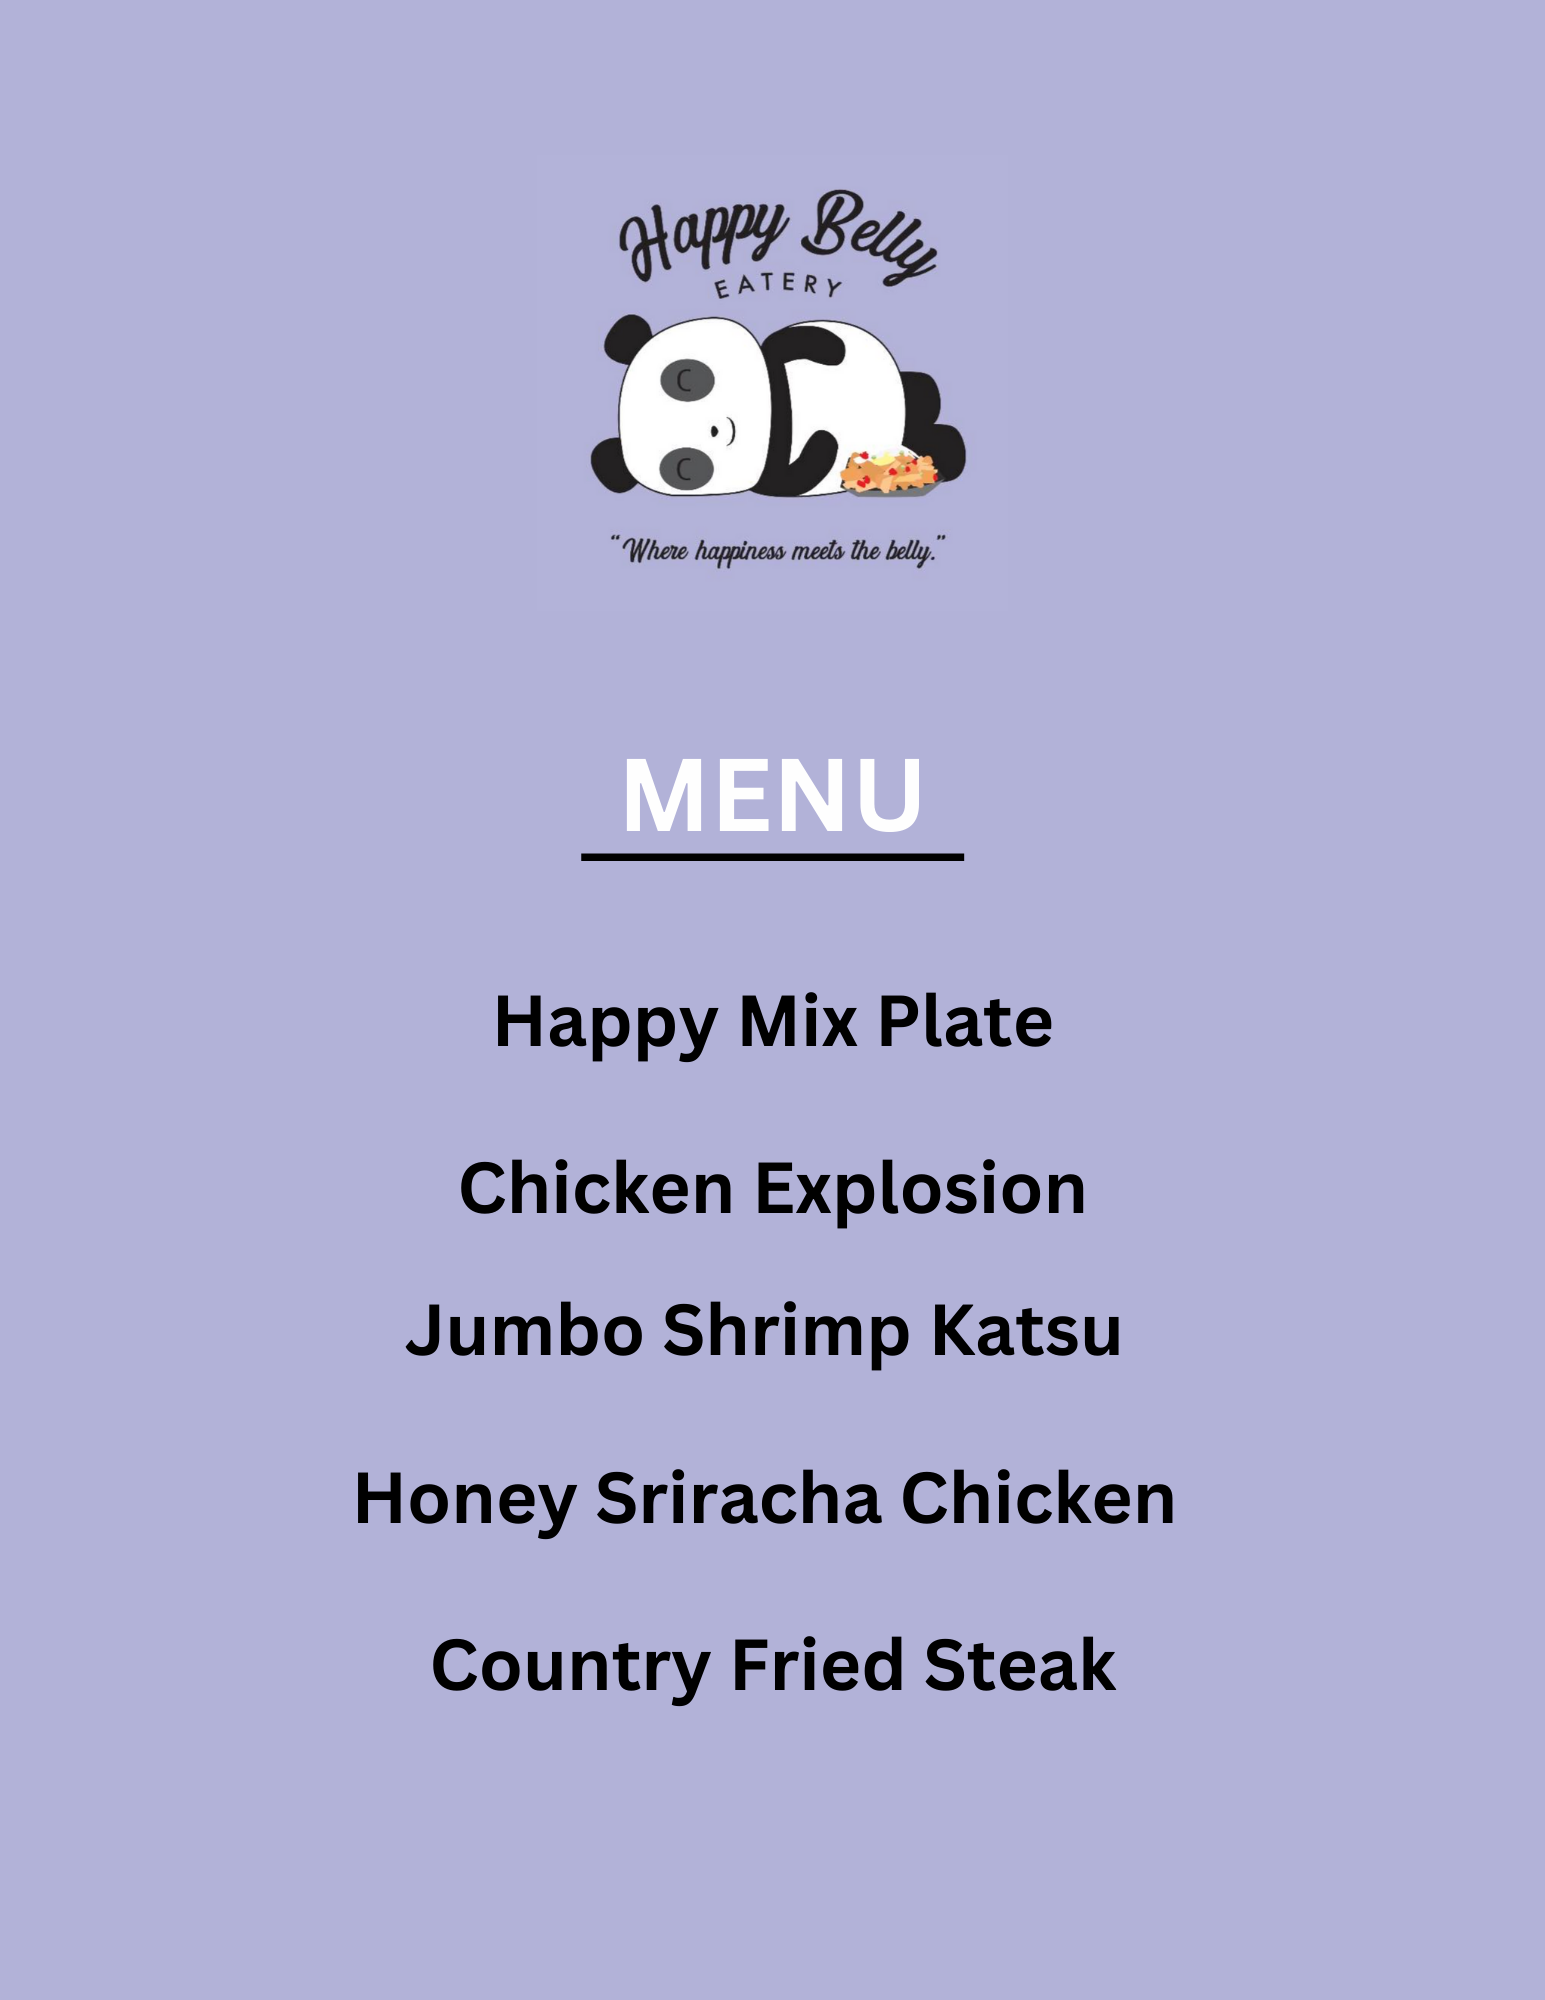 Happy Belly
EATERY
“Where happiness meets the belly.”
MENU
Happy Mix Plate
Chicken Explosion
Jumbo Shrimp Katsu
Honey Sriracha Chicken
Country Fried Steak